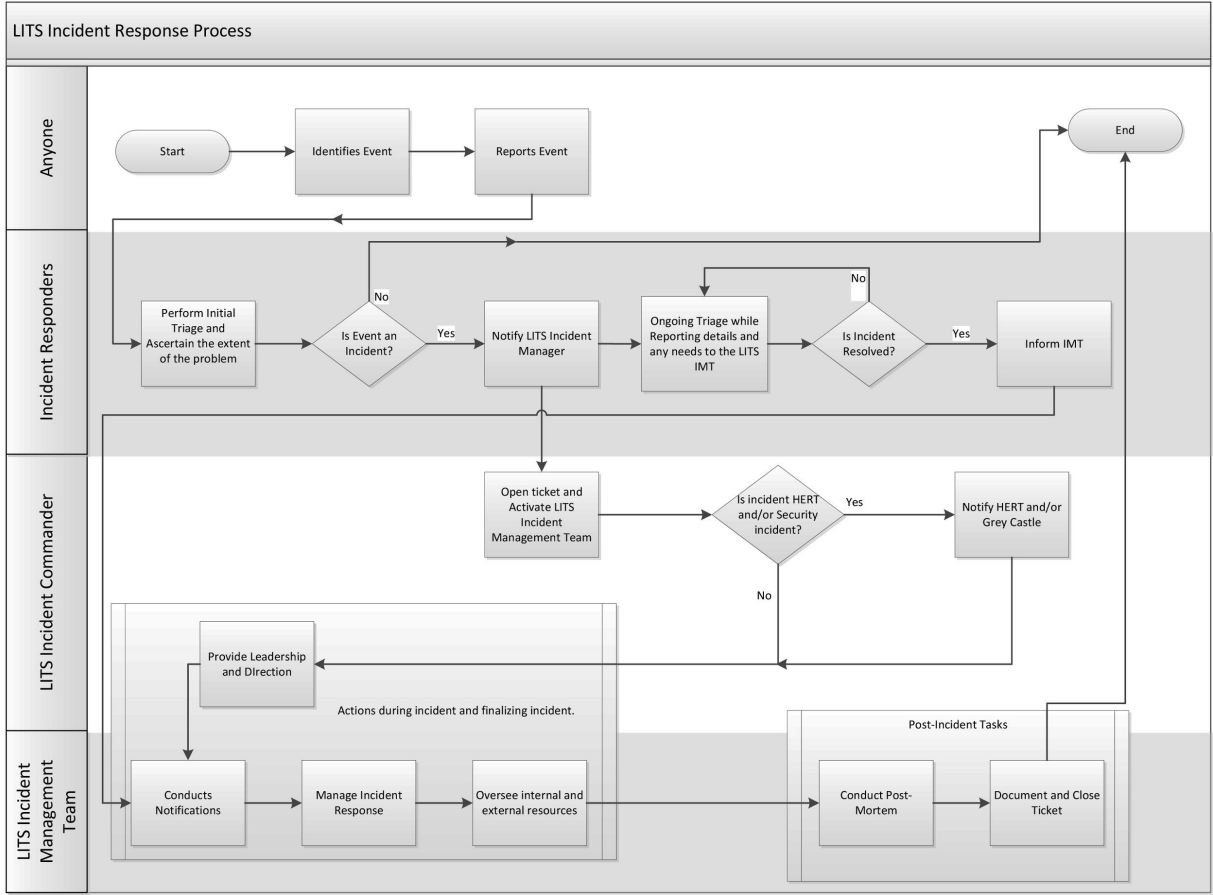 LITS Incident Response Process
Anyone
Start
Identifies Event
Reports Event
End
Incident Responders
Perform Initial
Triage and
Ascertain the extent
of the problem
No
Is Event an
Incident?
Yes
Notify LITS Incident
Manager
Ongoing Triage while
Reporting details and
any needs to the LITS
IMT
No
Is Incident
Resolved?
Yes
Inform IMT
LITS Incident Commander
Open ticket and
Activate LITS
Incident
Management Team
Is incident HERT
and/or Security
incident?
Yes
No
Notify HERT and/or
Grey Castle
Provide Leadership
and DIrection
Actions during incident and finalizing incident.
Post-Incident Tasks
LITS Incident
Management
Team
Conducts
Notifications
Manage Incident
Response
Oversee internal and
external resources
Conduct Post-
Mortem
Document and Close
Ticket